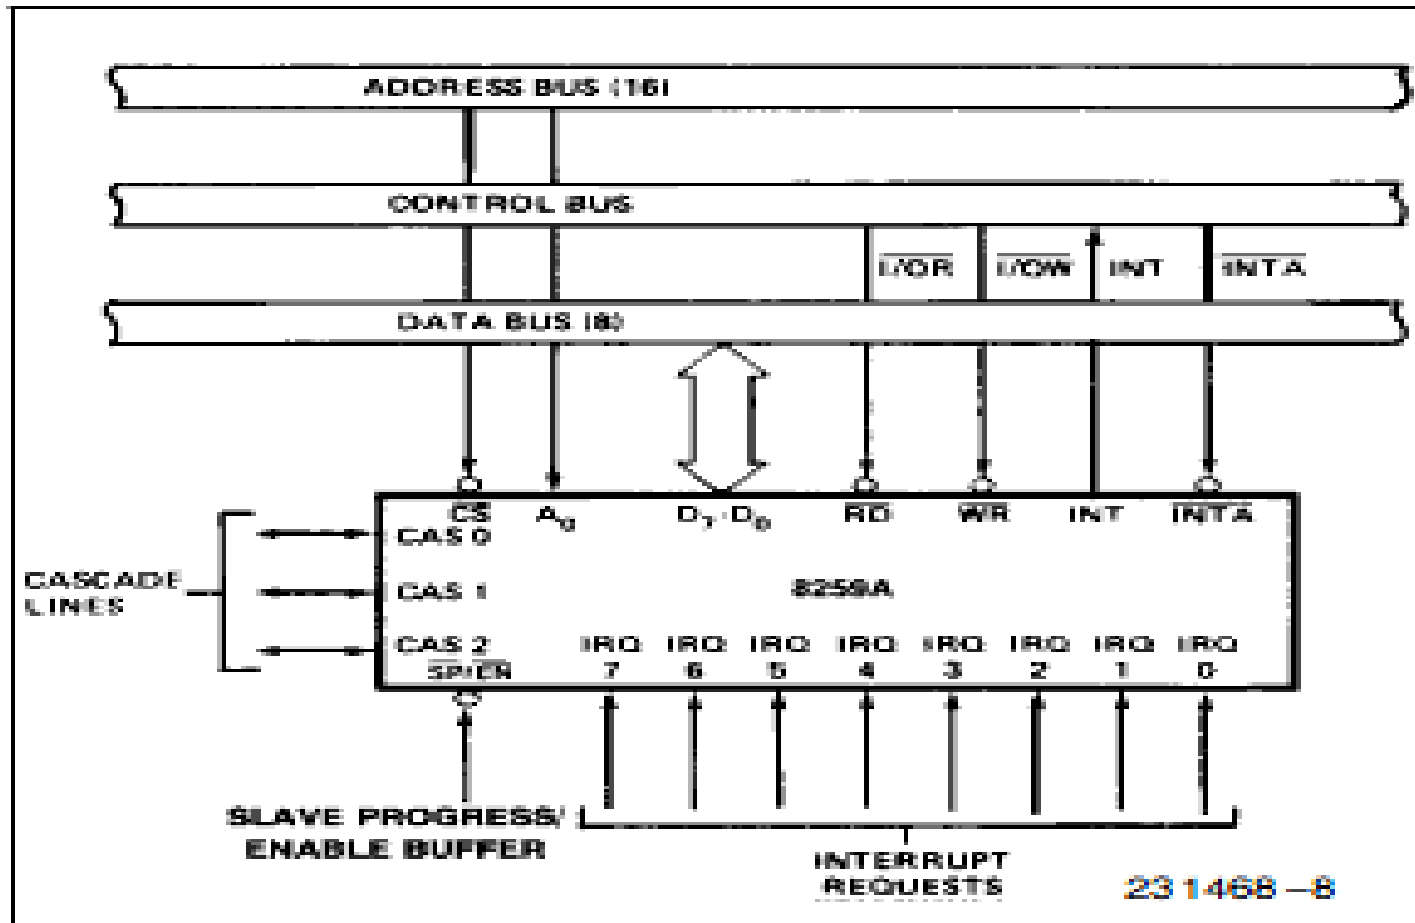 ADDRESS BUS (16)
CONTROL BUS
I/OR I/OW INT INTA
DATA BUS (8)
CS A0 D7-D0 RD WR INT INTA
CAS 0
CASCADE
LINES
CAS 1
8259A
CAS 2
SP/EN
IRQ IRQ IRQ IRQ IRQ IRQ IRQ IRQ
7 6 5 4 3 2 1 0
SLAVE PROGRESS/
ENABLE BUFFER
INTERRUPT
REQUESTS
231468–8